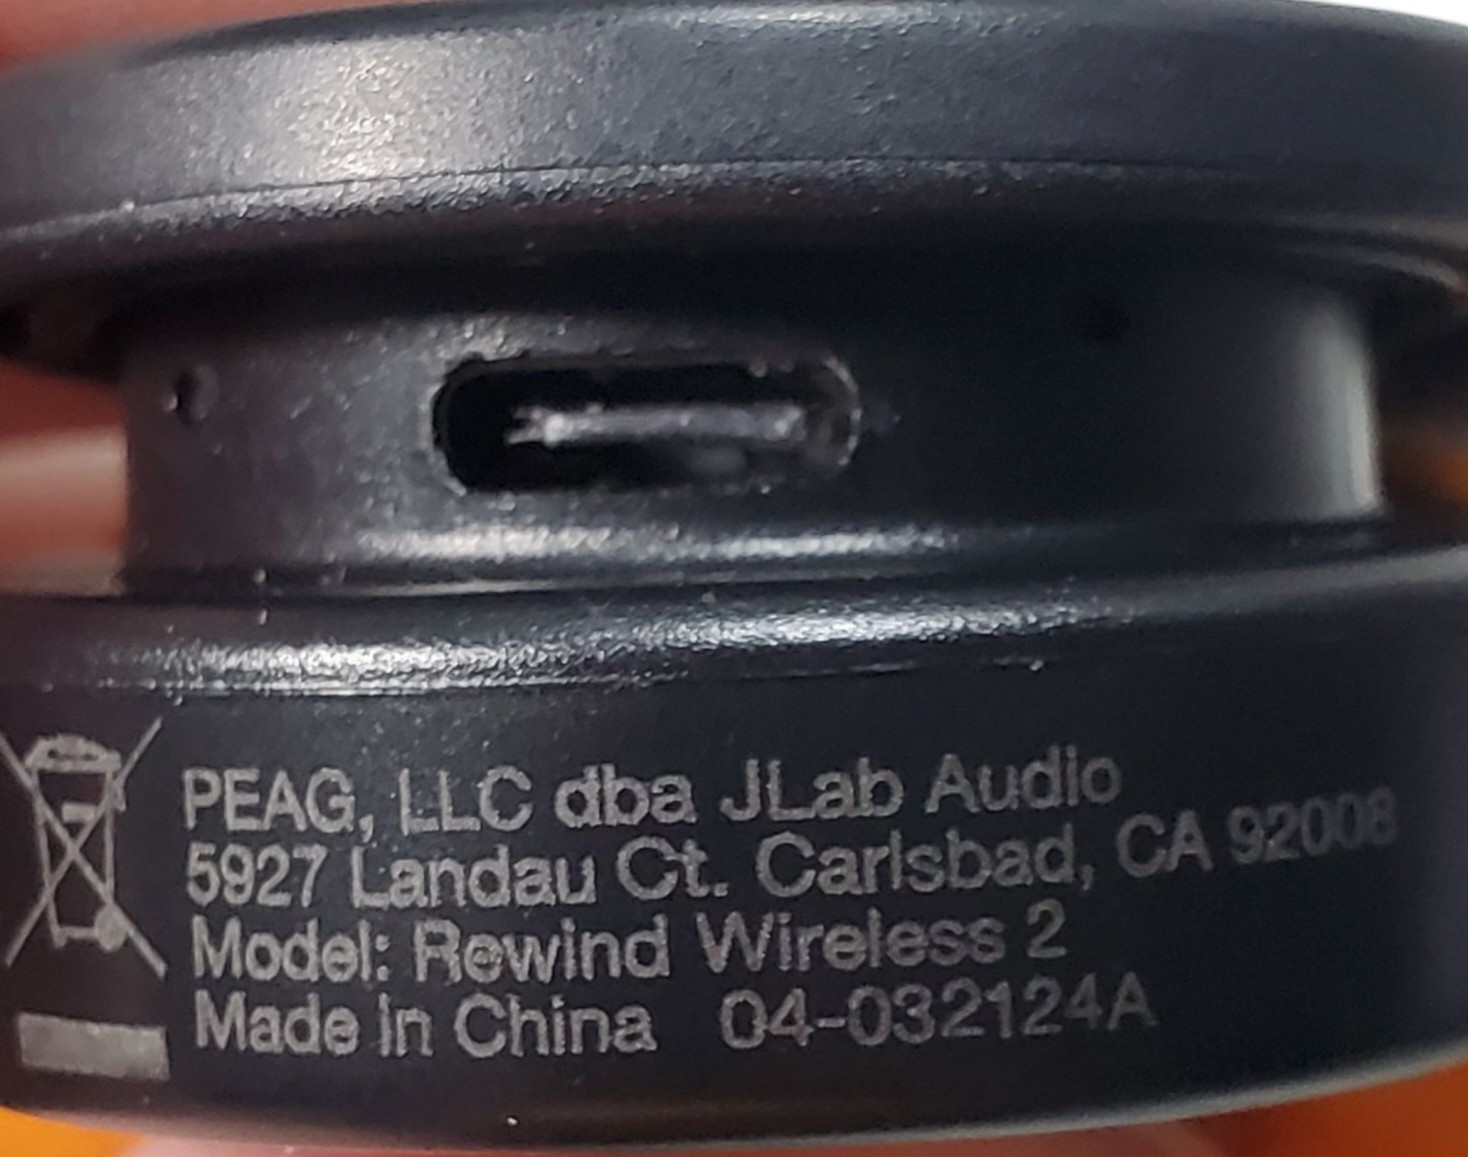 PEAG, LLC dba JLab Audio
5927 Landau Ct. Carlsbad, CA 92008
Model: Rewind Wireless 2
Made in China 04-032124A